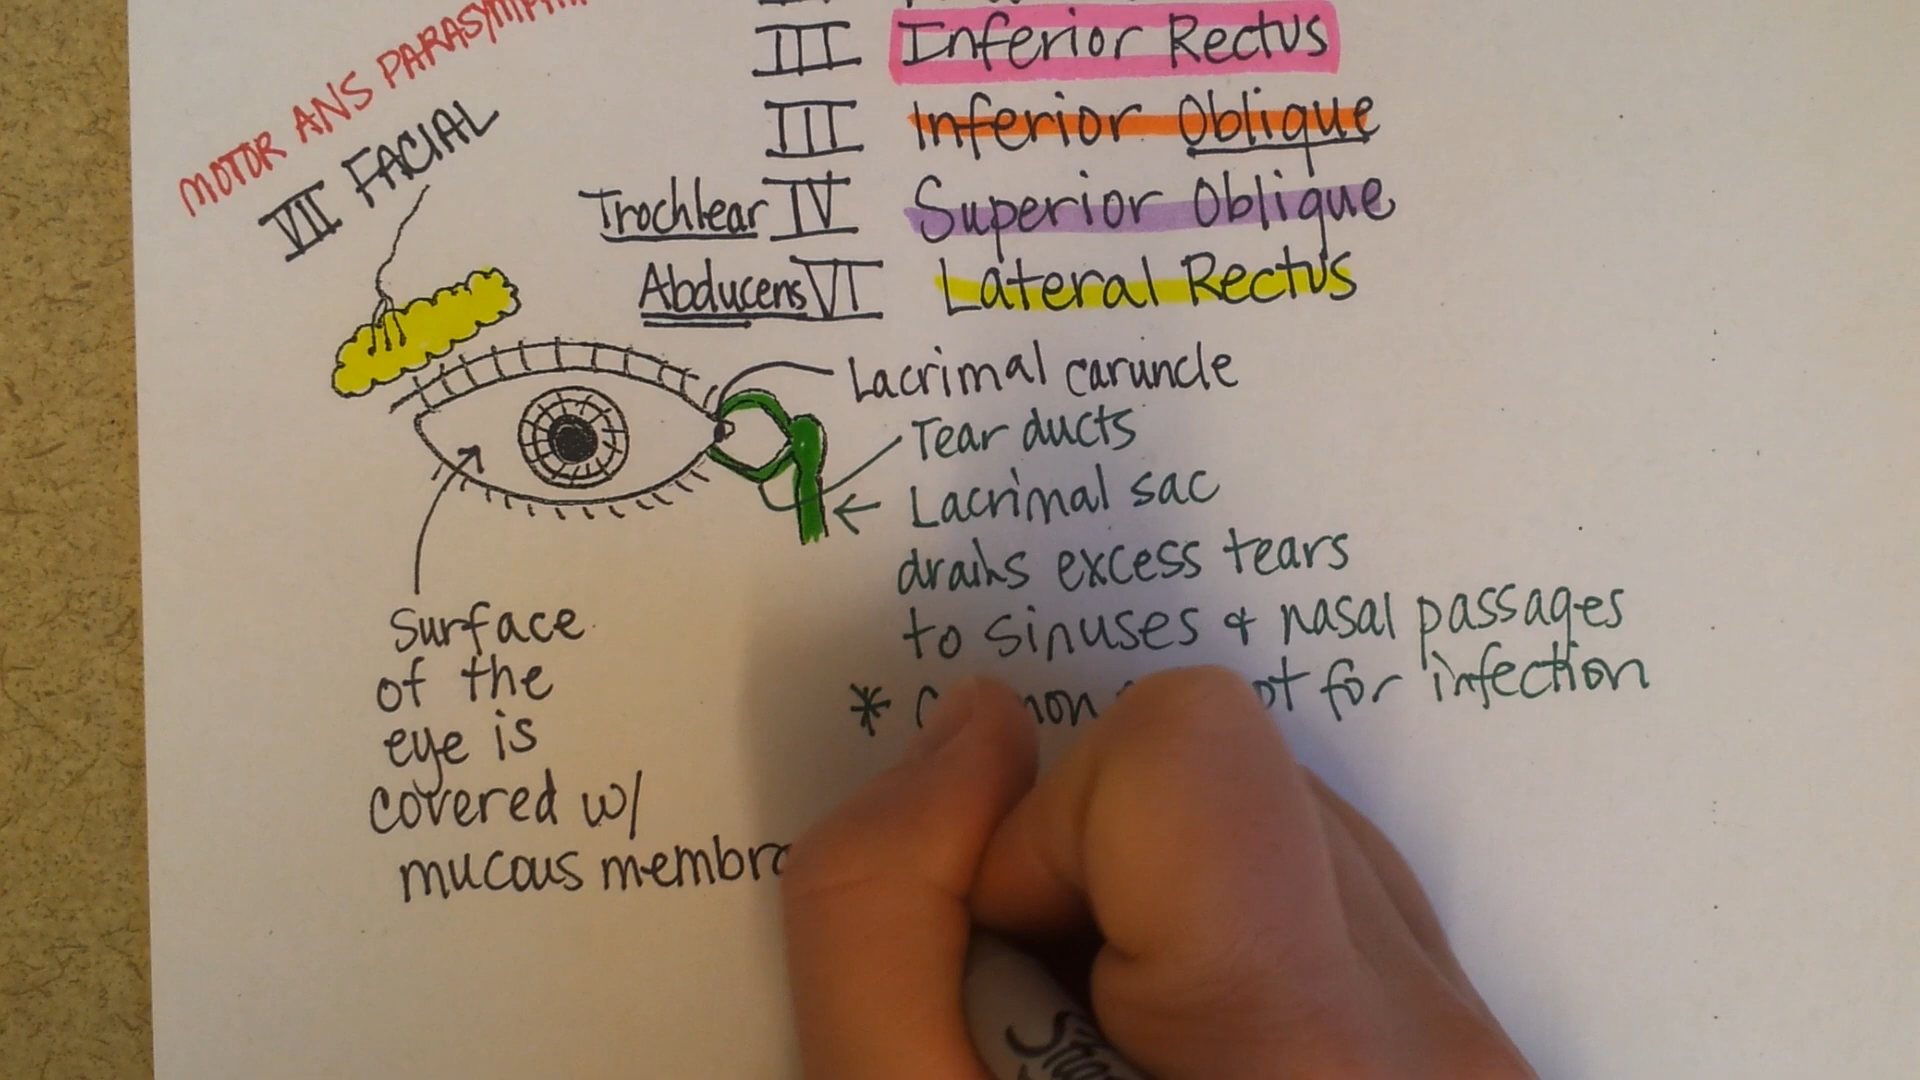 MOTOR ANS
VII FACIAL
III Inferior Rectus
III Inferior Oblique
Trochlear IV Superior Oblique
Abducens VI Lateral Rectus
Lacrimal caruncle
Tear ducts
Lacrimal sac
drains excess tears
to sinuses & nasal passages
* for infection
Surface
of the
eye is
covered w/
mucous